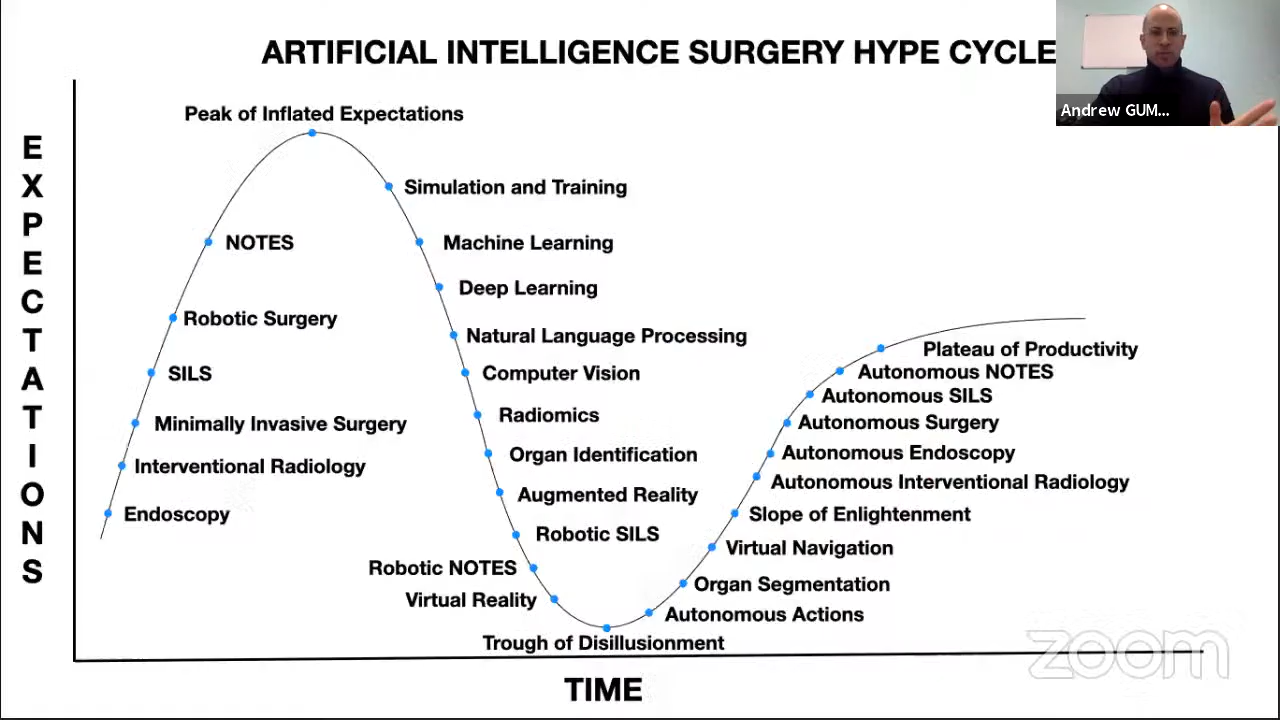 ARTIFICIAL INTELLIGENCE SURGERY HYPE CYCLE
Andrew GUM...
EXPECTATIONS
Peak of Inflated Expectations
Simulation and Training
NOTES
Machine Learning
Deep Learning
Robotic Surgery
Natural Language Processing
SILS
Computer Vision
Minimally Invasive Surgery
Radiomics
Interventional Radiology
Organ Identification
Endoscopy
Augmented Reality
Robotic SILS
Robotic NOTES
Virtual Reality
Trough of Disillusionment
Plateau of Productivity
Autonomous NOTES
Autonomous SILS
Autonomous Surgery
Autonomous Endoscopy
Autonomous Interventional Radiology
Slope of Enlightenment
Virtual Navigation
Organ Segmentation
Autonomous Actions
zoom
TIME